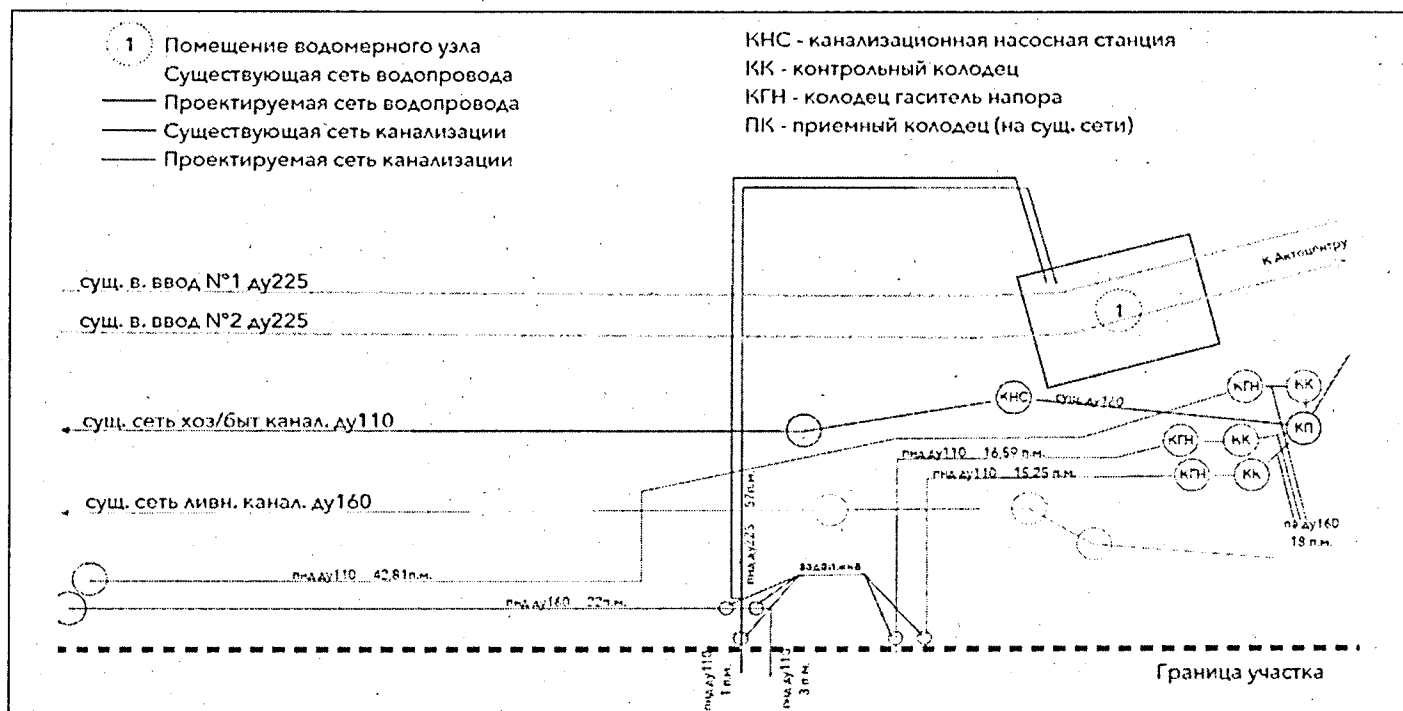 1 Помещение водомерного узла
Существующая сеть водопровода
Проектируемая сеть водопровода
Существующая сеть канализации
Проектируемая сеть канализации
КНС - канализационная насосная станция
КК - контрольный колодец
КГН - колодец гаситель напора
ПК - приемный колодец (на сущ. сети)
К Автоцентру
сущ. в. ввод N°1 ду225
1
сущ. в. ввод N°2 ду225
КГН
КК
КНС
сущ. ду160
сущ. сеть хоз/быт канал. ду110
КП
КГН
КК
пнд ду110 16,59 п.м.
пнд ду110 15,25 п.м.
КГН
КК
сущ. сеть ливн. канал. ду160
пнд ду225 57п.м.
ду160
18 п.м.
пнд ду110 42,81п.м.
задвижка
пнд ду160 22п.м.
пнд ду110
1 п.м.
пнд ду110
3 п.м.
Граница участка